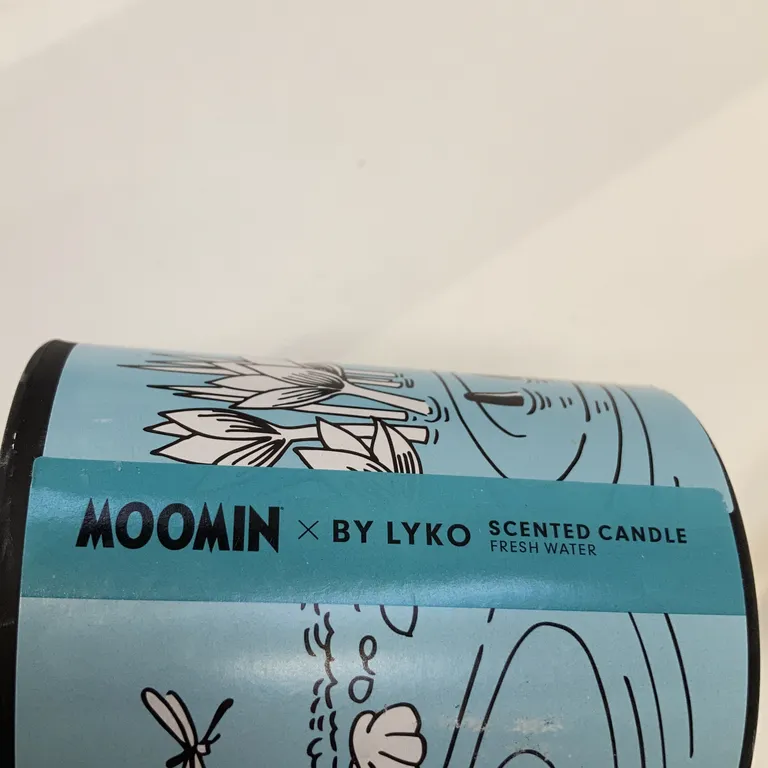 MOOMIN × BY LYKO SCENTED CANDLE
FRESH WATER